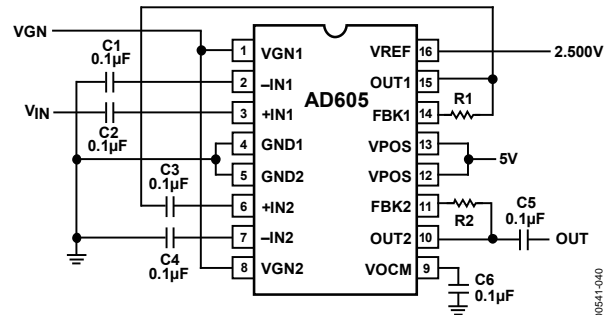 VGN
C1
0.1µF
VIN
C2
0.1µF
C3
0.1µF
C4
0.1µF
AD605
1 VGN1
2 –IN1
3 +IN1
4 GND1
5 GND2
6 +IN2
7 –IN2
8 VGN2
VREF 16
OUT1 15
FBK1 14
VPOS 13
VPOS 12
FBK2 11
OUT2 10
VOCM 9
2.500V
R1
5V
R2
C5
0.1µF
OUT
C6
0.1µF
00541-040